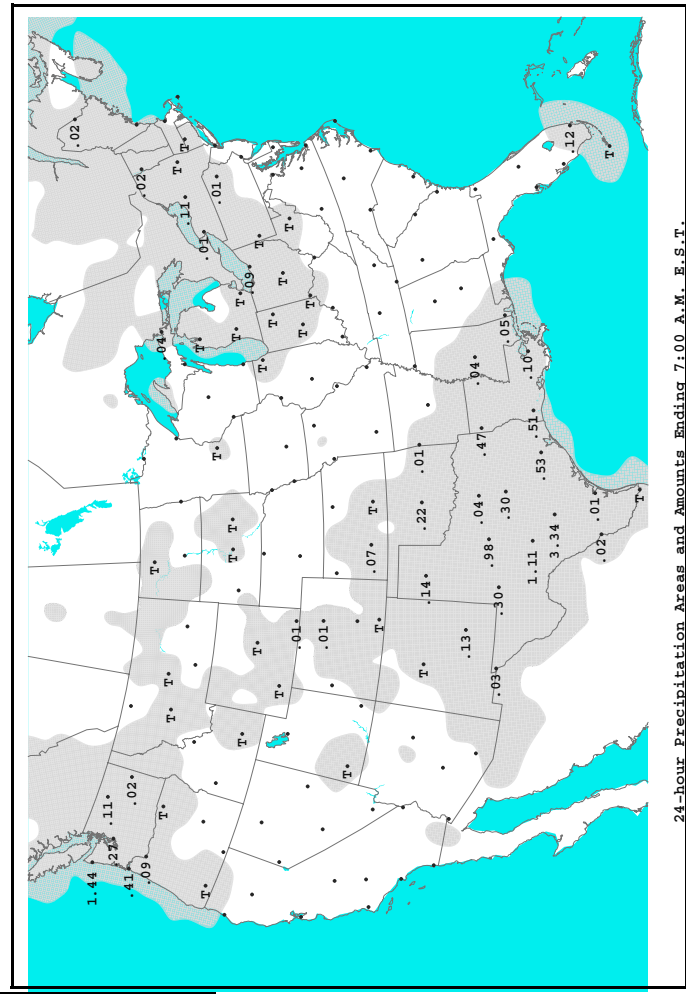 .02
1.44
.11
.27
.41
.02
.02
.09
T
.04
T
T
T
T
T
.11
T
.01
T
.01
T
T
T
T
T
T
.09
T
T
T
T
T
T
T
.01
T
T
.01
T
.07
T
T
.01
.22
T
.14
.13
.04
.04
.47
.98
.03
.30
.05
.30
.10
1.11
.51
.53
3.34
.12
.01
.02
T
T
24-hour Precipitation Areas and Amounts Ending 7:00 A.M. E.S.T.